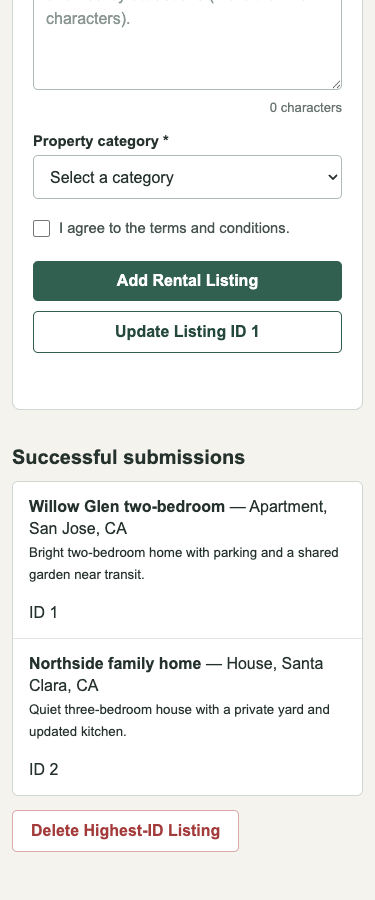 characters).
0 characters
Property category *
Select a category
I agree to the terms and conditions.
Add Rental Listing
Update Listing ID 1
Successful submissions
Willow Glen two-bedroom — Apartment,
San Jose, CA
Bright two-bedroom home with parking and a shared
garden near transit.
ID 1
Northside family home — House, Santa
Clara, CA
Quiet three-bedroom house with a private yard and
updated kitchen.
ID 2
Delete Highest-ID Listing